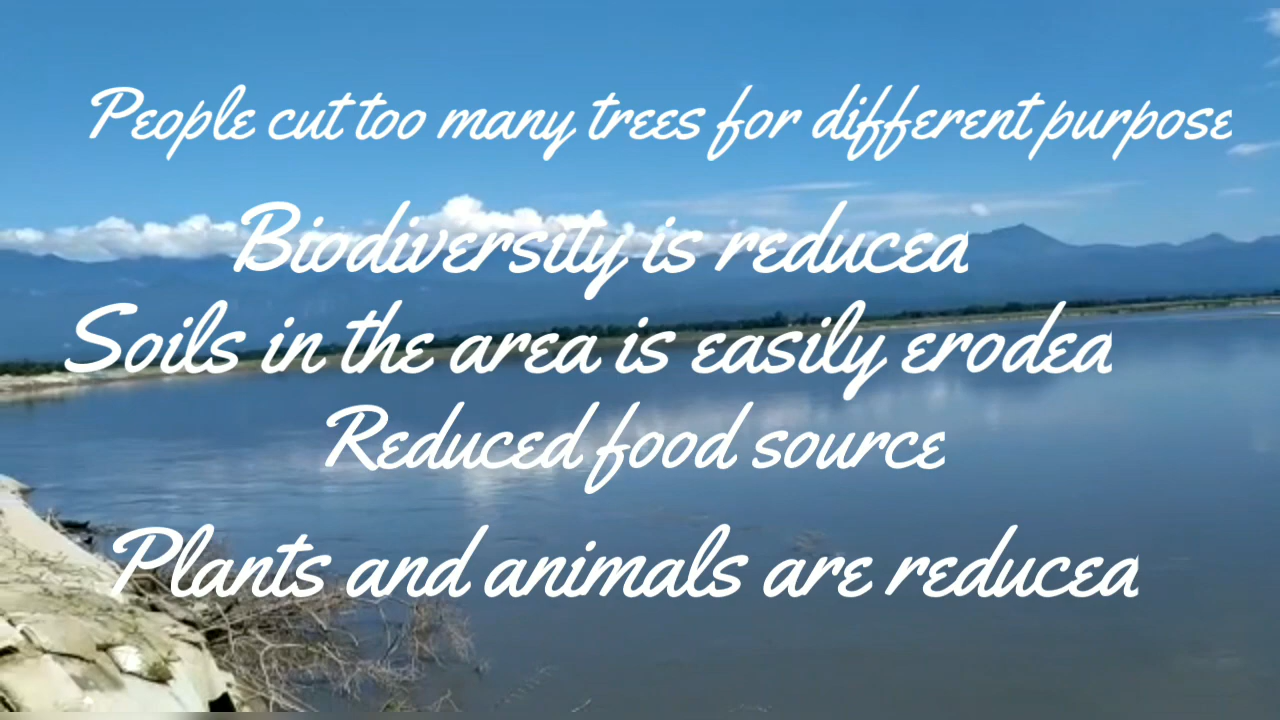 People cut too many trees for different purpose
Biodiversity is reduced
Soils in the area is easily eroded
Reduced food source
Plants and animals are reduced